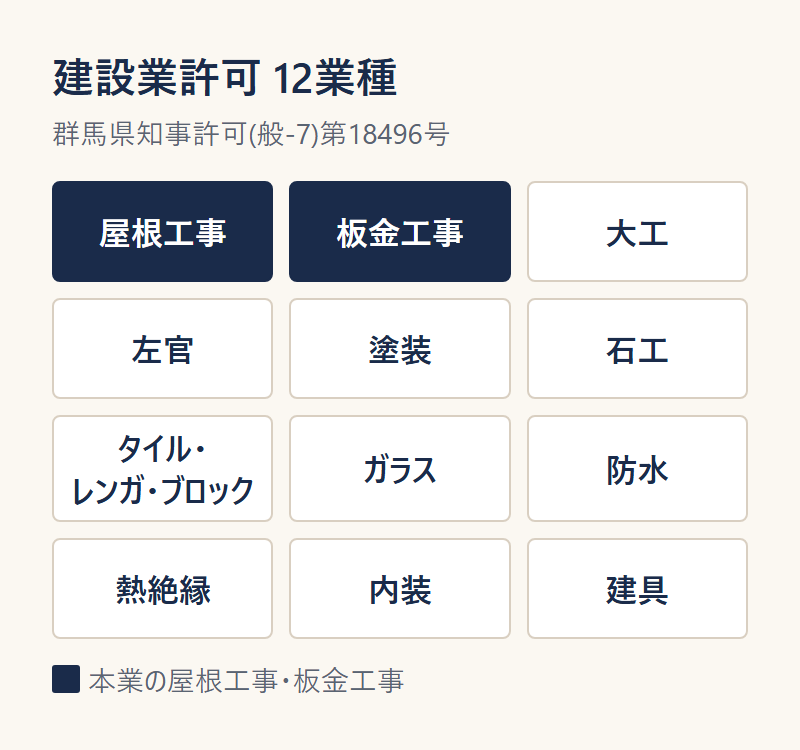 建設業許可 12業種
群馬県知事許可(般-7)第18496号
屋根工事
板金工事
大工
左官
塗装
石工
タイル・
レンガ・ブロック
ガラス
防水
熱絶縁
内装
建具
本業の屋根工事・板金工事